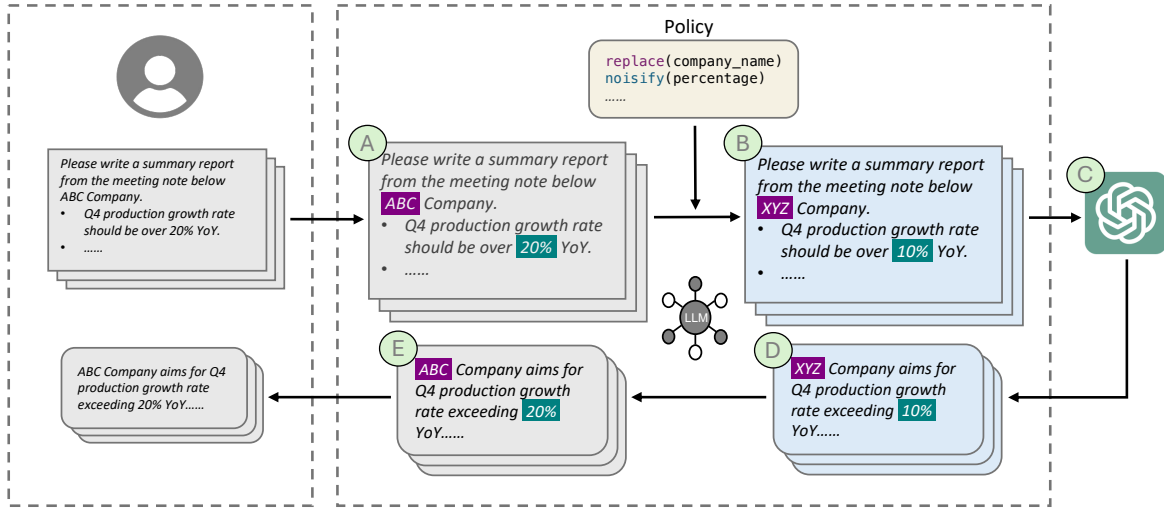 Policy
replace(company_name)
noisify(percentage)
……
Please write a summary report
from the meeting note below
ABC Company.
• Q4 production growth rate
should be over 20% YoY.
• ……
A
Please write a summary report
from the meeting note below
ABC Company.
• Q4 production growth rate
should be over 20% YoY.
• ……
B
Please write a summary report
from the meeting note below
XYZ Company.
• Q4 production growth rate
should be over 10% YoY.
• ……
C
LLM
D
XYZ Company aims for
Q4 production growth
rate exceeding 10%
YoY……
E
ABC Company aims for
Q4 production growth
rate exceeding 20%
YoY……
ABC Company aims for Q4
production growth rate
exceeding 20% YoY……